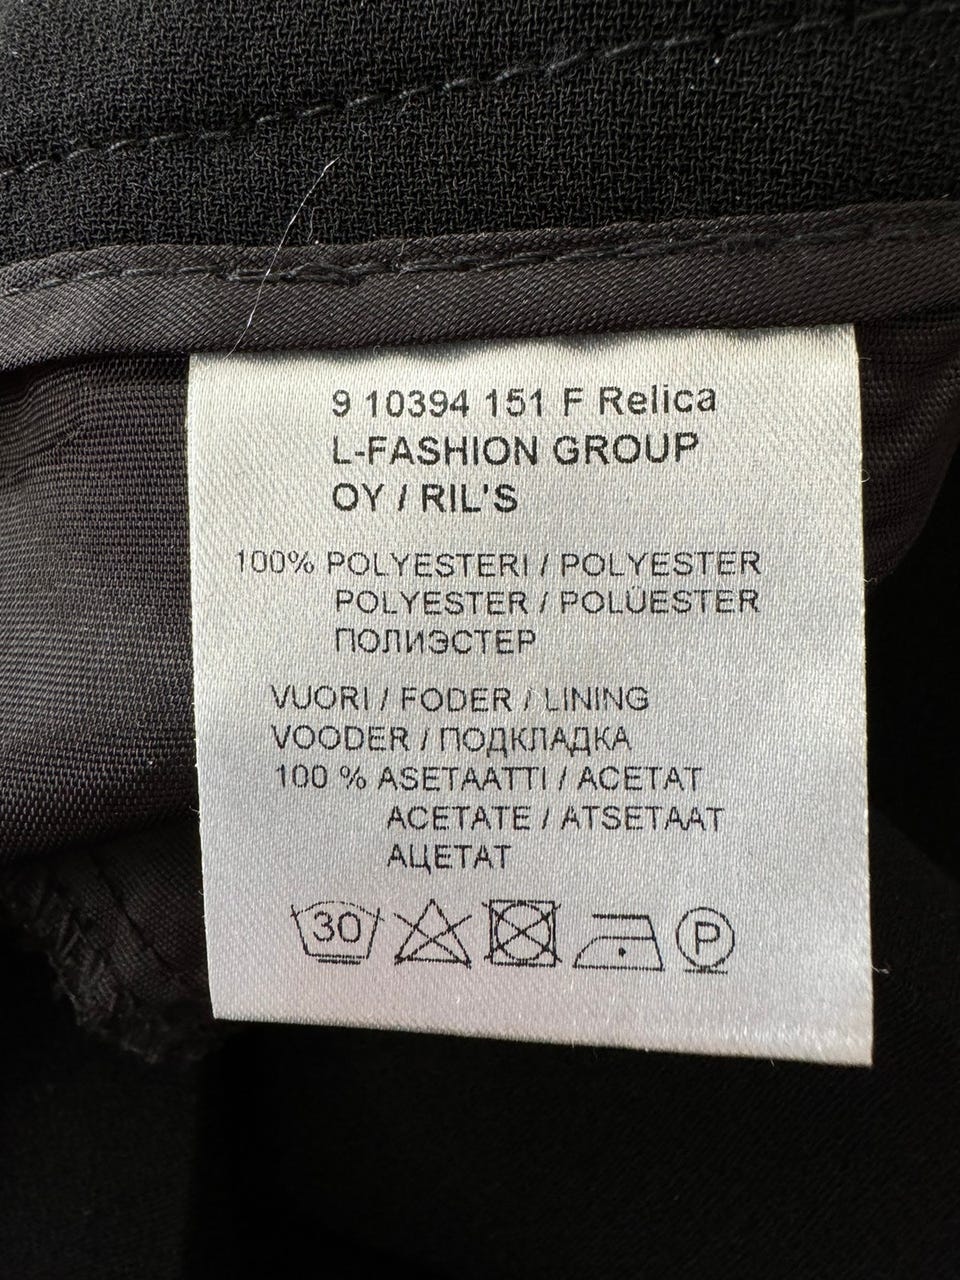 9 10394 151 F Relica
L-FASHION GROUP
OY / RIL'S
100% POLYESTERI / POLYESTER
POLYESTER / POLÜESTER
ПОЛИЭСТЕР
VUORI / FODER / LINING
VOODER / ПОДКЛАДКА
100 % ASETAATTI / ACETAT
ACETATE / ATSETAAT
АЦЕТАТ
30 P